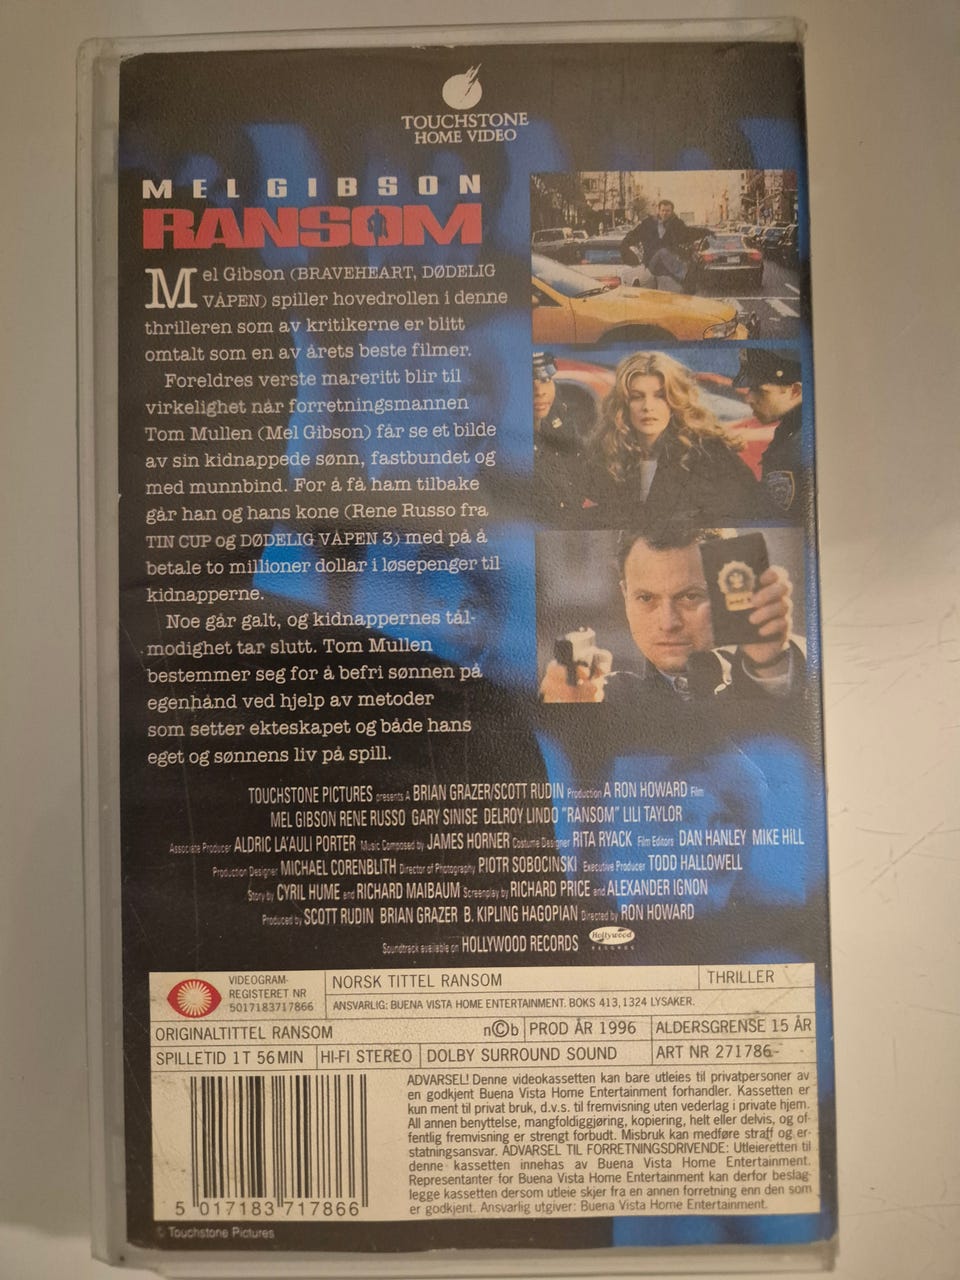 TOUCHSTONE
HOME VIDEO
MEL GIBSON
RANSOM
Mel Gibson (BRAVEHEART, DØDELIG
VÅPEN) spiller hovedrollen i denne
thrilleren som av kritikerne er blitt
omtalt som en av årets beste filmer.
Foreldres verste mareritt blir til
virkelighet når forretningsmannen
Tom Mullen (Mel Gibson) får se et bilde
av sin kidnappede sønn, fastbundet og
med munnbind. For å få ham tilbake
går han og hans kone (Rene Russo fra
TIN CUP og DØDELIG VÅPEN 3) med på å
betale to millioner dollar i løsepenger til
kidnapperne.
Noe går galt, og kidnappernes tål-
modighet tar slutt. Tom Mullen
bestemmer seg for å befri sønnen på
egenhånd ved hjelp av metoder
som setter ekteskapet og både hans
eget og sønnens liv på spill.
TOUCHSTONE PICTURES presents A BRIAN GRAZER/SCOTT RUDIN Production A RON HOWARD Film
MEL GIBSON RENE RUSSO GARY SINISE DELROY LINDO "RANSOM" LILI TAYLOR
Associate Producer ALDRIC LA'AULI PORTER Music Composed by JAMES HORNER Costume Designer RITA RYACK Film Editors DAN HANLEY MIKE HILL
Production Designer MICHAEL CORENBLITH Director of Photography PIOTR SOBOCINSKI Executive Producer TODD HALLOWELL
Story by CYRIL HUME and RICHARD MAIBAUM Screenplay by RICHARD PRICE and ALEXANDER IGNON
Produced by SCOTT RUDIN BRIAN GRAZER B. KIPLING HAGOPIAN Directed by RON HOWARD
Soundtrack available on HOLLYWOOD RECORDS Hollywood RECORDS
VIDEOGRAM-
REGISTERET NR
5017183717866
NORSK TITTEL RANSOM THRILLER
ANSVARLIG: BUENA VISTA HOME ENTERTAINMENT. BOKS 413, 1324 LYSAKER.
ORIGINALTITTEL RANSOM n©b PROD ÅR 1996 ALDERSGRENSE 15 ÅR
SPILLETID 1 T 56 MIN HI-FI STEREO DOLBY SURROUND SOUND ART NR 271786-
ADVARSEL! Denne videokassetten kan bare utleies til privatpersoner av
en godkjent Buena Vista Home Entertainment forhandler. Kassetten er
kun ment til privat bruk, d.v.s. til fremvisning uten vederlag i private hjem.
All annen benyttelse, mangfoldiggjøring, kopiering, helt eller delvis, og of-
fentlig fremvisning er strengt forbudt. Misbruk kan medføre straff og er-
statningsansvar. ADVARSEL TIL FORRETNINGSDRIVENDE: Utleieretten til
denne kassetten innehas av Buena Vista Home Entertainment.
Representanter for Buena Vista Home Entertainment kan derfor beslag-
legge kassetten dersom utleie skjer fra en annen forretning enn den som
er godkjent. Ansvarlig utgiver: Buena Vista Home Entertainment.
5 017183 717866
© Touchstone Pictures